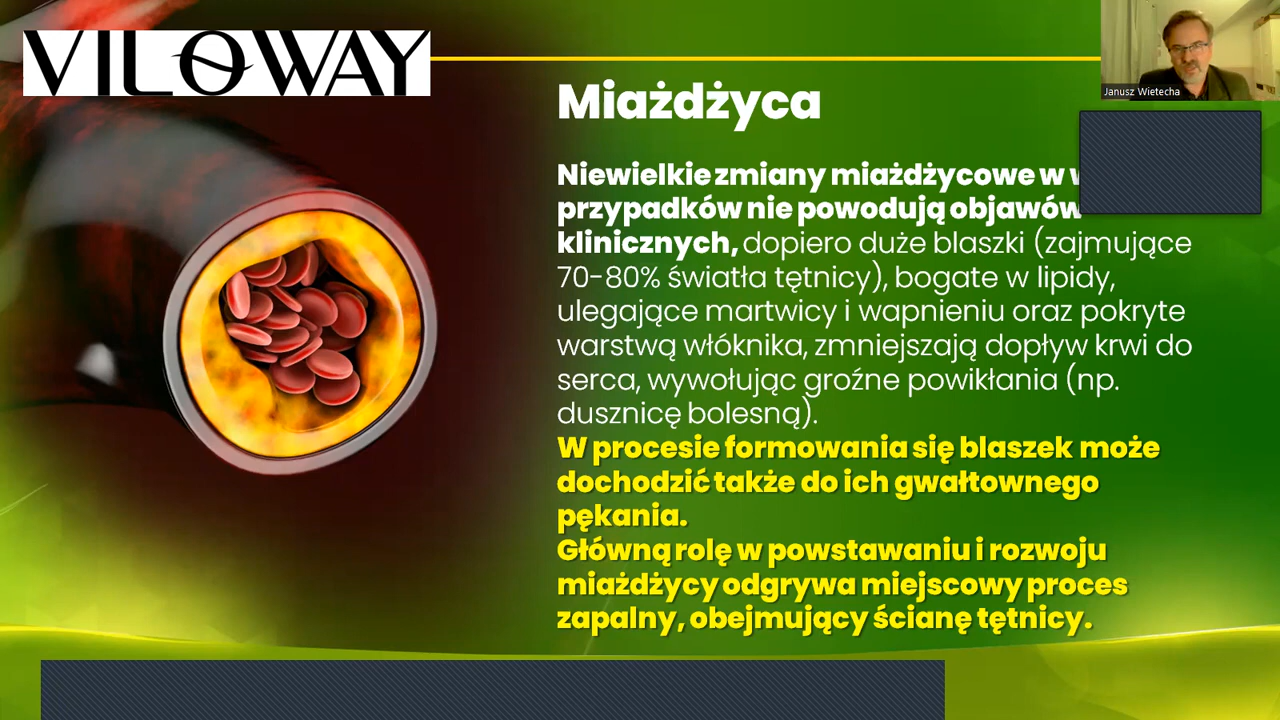 VILOWAY
Janusz Wietecha
Miażdżyca
Niewielkie zmiany miażdżycowe w
przypadków nie powodują objawów
klinicznych, dopiero duże blaszki (zajmujące
70-80% światła tętnicy), bogate w lipidy,
ulegające martwicy i wapnieniu oraz pokryte
warstwą włóknika, zmniejszają dopływ krwi do
serca, wywołując groźne powikłania (np.
dusznicę bolesną).
W procesie formowania się blaszek może
dochodzić także do ich gwałtownego
pękania.
Główną rolę w powstawaniu i rozwoju
miażdżycy odgrywa miejscowy proces
zapalny, obejmujący ścianę tętnicy.